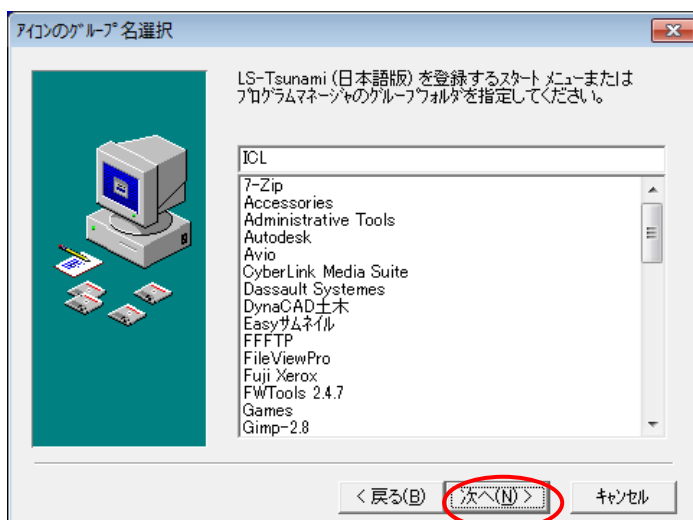 ｱｲｺﾝのｸﾞﾙｰﾌﾟ名選択
LS-Tsunami (日本語版) を登録するｽﾀｰﾄ ﾒﾆｭｰまたは
ﾌﾟﾛｸﾞﾗﾑﾏﾈｰｼﾞｬのｸﾞﾙｰﾌﾟﾌｫﾙﾀﾞを指定してください。
ICL
7-Zip
Accessories
Administrative Tools
Autodesk
Avio
CyberLink Media Suite
Dassault Systemes
DynaCAD土木
Easyｻﾑﾈｲﾙ
FFFTP
FileViewPro
Fuji Xerox
FWTools 2.4.7
Games
Gimp-2.8
< 戻る(B) 次へ(N) > ｷｬﾝｾﾙ